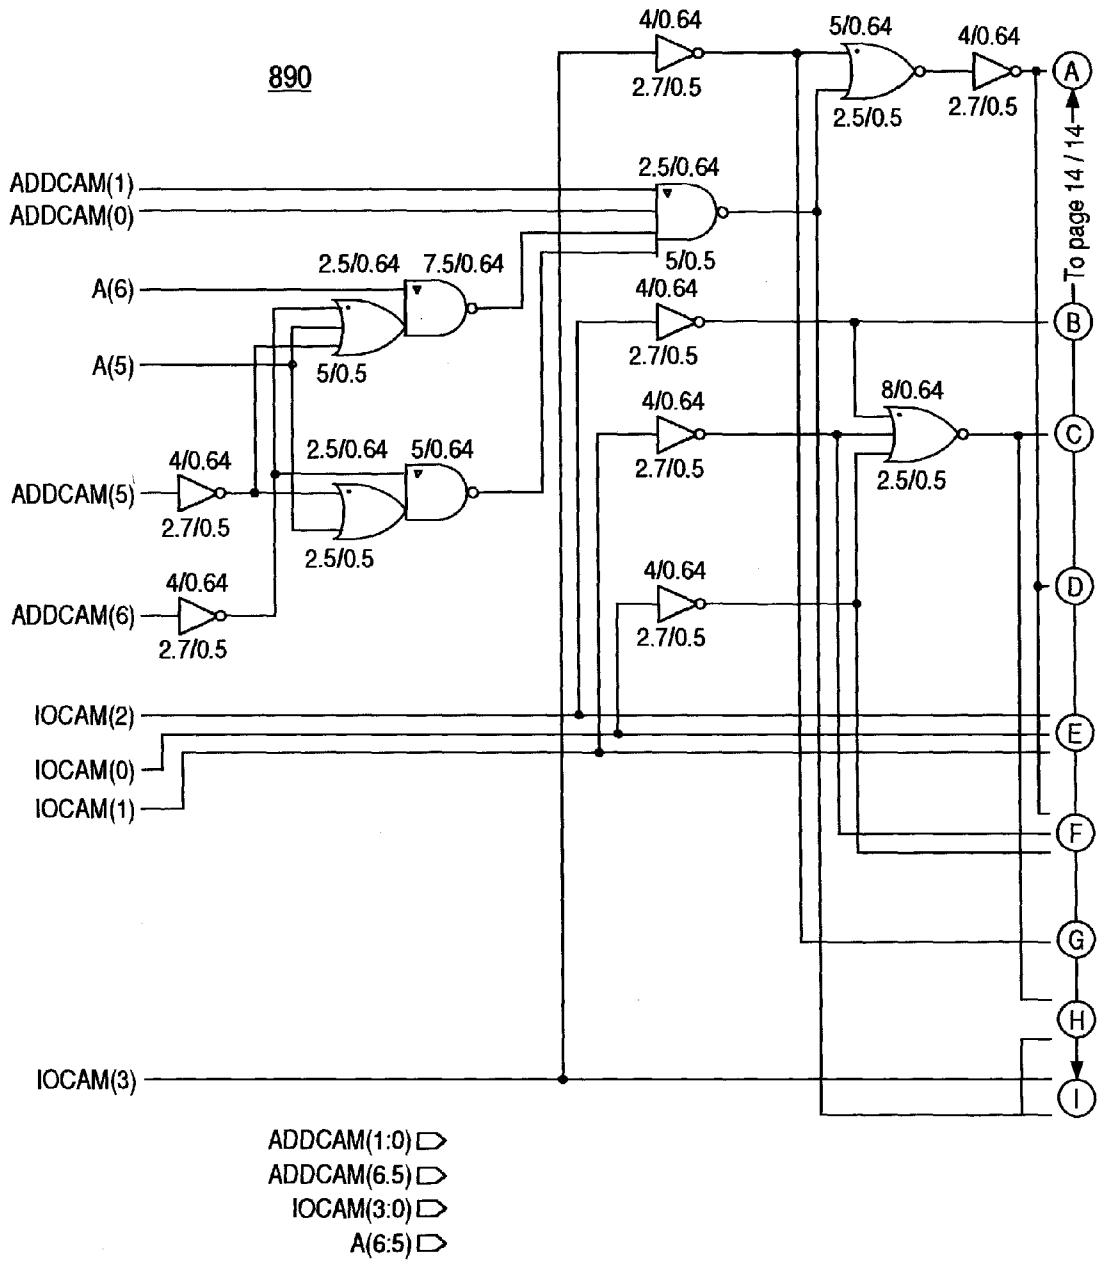 890
4/0.64
2.7/0.5
5/0.64
2.5/0.5
4/0.64
2.7/0.5
A
To page 14 / 14
ADDCAM(1)
ADDCAM(0)
2.5/0.64
5/0.5
A(6)
2.5/0.64
7.5/0.64
5/0.5
A(5)
4/0.64
2.7/0.5
B
4/0.64
2.7/0.5
8/0.64
2.5/0.5
C
ADDCAM(5)
4/0.64
2.7/0.5
2.5/0.64
5/0.64
2.5/0.5
ADDCAM(6)
4/0.64
2.7/0.5
4/0.64
2.7/0.5
D
IOCAM(2)
IOCAM(0)
IOCAM(1)
E
F
G
H
IOCAM(3)
I
ADDCAM(1:0)
ADDCAM(6.5)
IOCAM(3:0)
A(6:5)